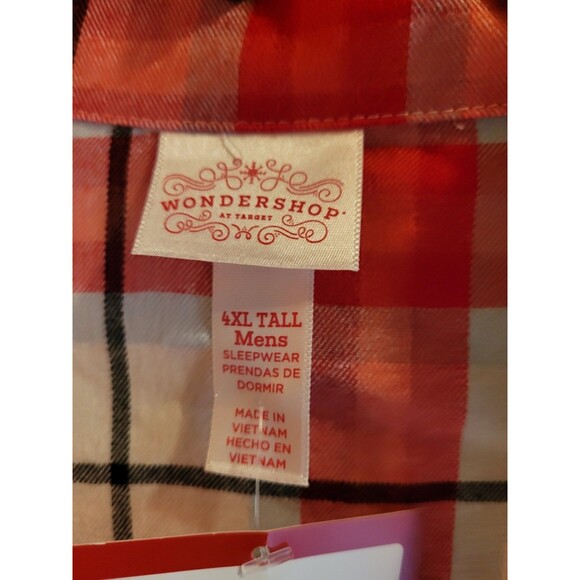 WONDERSHOP
AT TARGET
4XL TALL
Mens
SLEEPWEAR
PRENDAS DE
DORMIR
MADE IN
VIETNAM
HECHO EN
VIETNAM